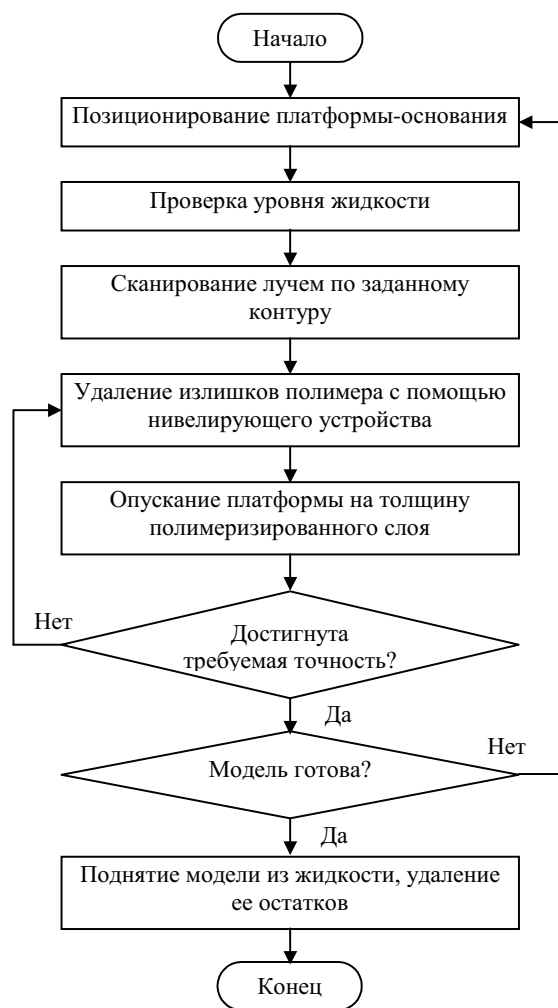 Начало
Позиционирование платформы-основания
Проверка уровня жидкости
Сканирование лучем по заданному
контуру
Удаление излишков полимера с помощью
нивелирующего устройства
Опускание платформы на толщину
полимеризированного слоя
Нет
Достигнута
требуемая точность?
Да
Нет
Модель готова?
Да
Поднятие модели из жидкости, удаление
ее остатков
Конец